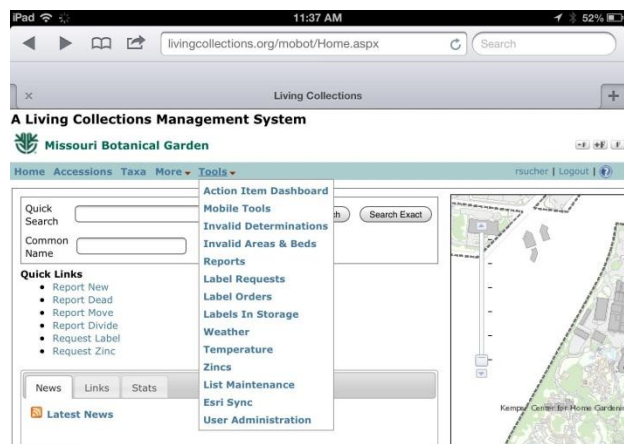 iPad 11:37 AM 52%
livingcollections.org/mobot/Home.aspx Search
Living Collections
A Living Collections Management System
Missouri Botanical Garden
Home Accessions Taxa More Tools rsucher | Logout | ?
Action Item Dashboard
Mobile Tools
Invalid Determinations
Invalid Areas & Beds
Reports
Label Requests
Label Orders
Labels In Storage
Weather
Temperature
Zincs
List Maintenance
Esri Sync
User Administration
Quick Search Search Exact
Common Name
Quick Links
Report New
Report Dead
Report Move
Report Divide
Request Label
Request Zinc
News Links Stats
Latest News
Center for Home Gardening